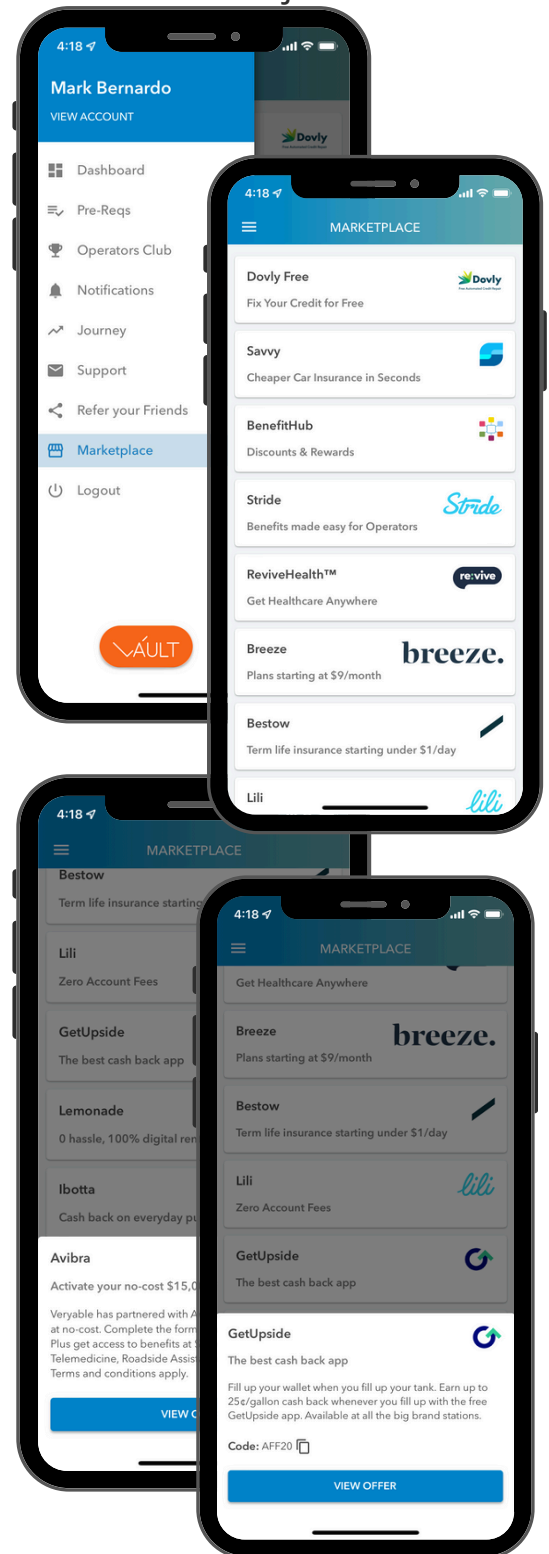 4:18
Mark Bernardo
VIEW ACCOUNT
Dovly
Dashboard
Pre-Reqs
Operators Club
Notifications
Journey
Support
Refer your Friends
Marketplace
Logout
VAULT
4:18
MARKETPLACE
Dovly Free
Dovly
Free Automated Credit Repair
Fix Your Credit for Free
Savvy
Cheaper Car Insurance in Seconds
BenefitHub
Discounts & Rewards
Stride
Stride
Benefits made easy for Operators
ReviveHealth™
re:vive
Get Healthcare Anywhere
Breeze
breeze.
Plans starting at $9/month
Bestow
Term life insurance starting under $1/day
Lili
lili
4:18
MARKETPLACE
Bestow
Term life insurance starting
Lili
Zero Account Fees
GetUpside
The best cash back app
Lemonade
0 hassle, 100% digital ren
Ibotta
Cash back on everyday pu
Avibra
Activate your no-cost $15,0
Veryable has partnered with A
at no-cost. Complete the form
Plus get access to benefits at
Telemedicine, Roadside Assis
Terms and conditions apply.
VIEW
4:18
MARKETPLACE
Get Healthcare Anywhere
Breeze
breeze.
Plans starting at $9/month
Bestow
Term life insurance starting under $1/day
Lili
lili
Zero Account Fees
GetUpside
The best cash back app
GetUpside
The best cash back app
Fill up your wallet when you fill up your tank. Earn up to
25¢/gallon cash back whenever you fill up with the free
GetUpside app. Available at all the big brand stations.
Code: AFF20
VIEW OFFER